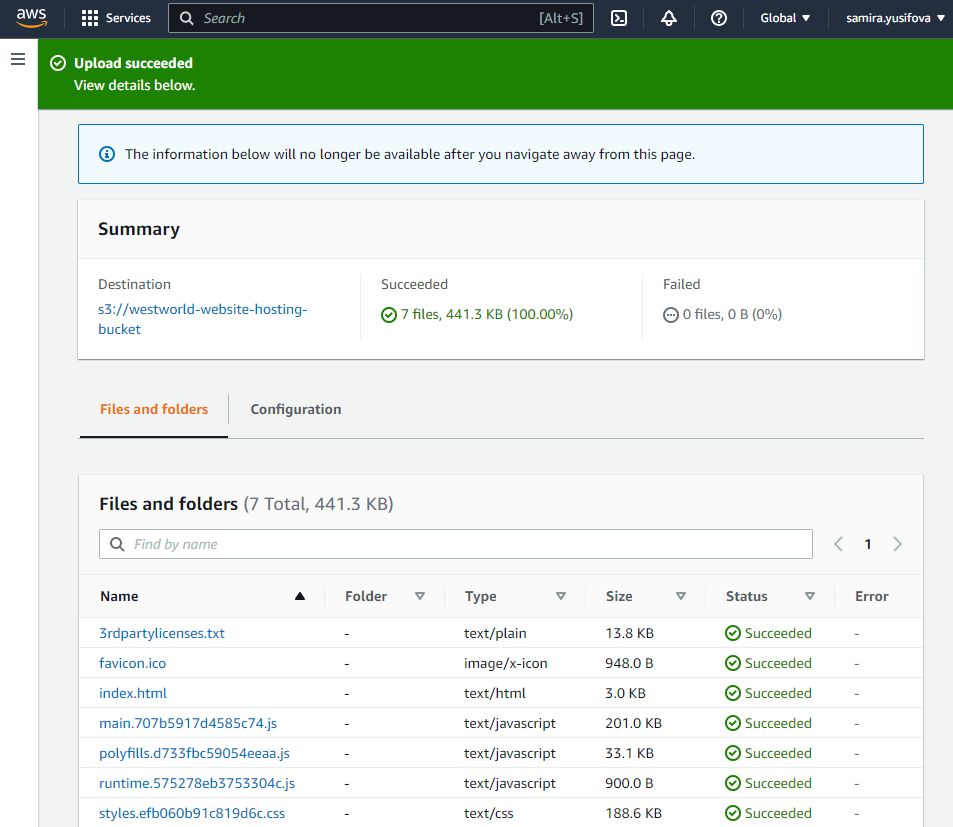 aws Services Search [Alt+S] Global samira.yusifova
Upload succeeded
View details below.
The information below will no longer be available after you navigate away from this page.
Summary
Destination Succeeded Failed
s3://westworld-website-hosting-
bucket
7 files, 441.3 KB (100.00%) 0 files, 0 B (0%)
Files and folders Configuration
Files and folders (7 Total, 441.3 KB)
Find by name 1
Name Folder Type Size Status Error
3rdpartylicenses.txt - text/plain 13.8 KB Succeeded -
favicon.ico - image/x-icon 948.0 B Succeeded -
index.html - text/html 3.0 KB Succeeded -
main.707b5917d4585c74.js - text/javascript 201.0 KB Succeeded -
polyfills.d733fbc59054eeaa.js - text/javascript 33.1 KB Succeeded -
runtime.575278eb3753304c.js - text/javascript 900.0 B Succeeded -
styles.efb060b91c819d6c.css - text/css 188.6 KB Succeeded -